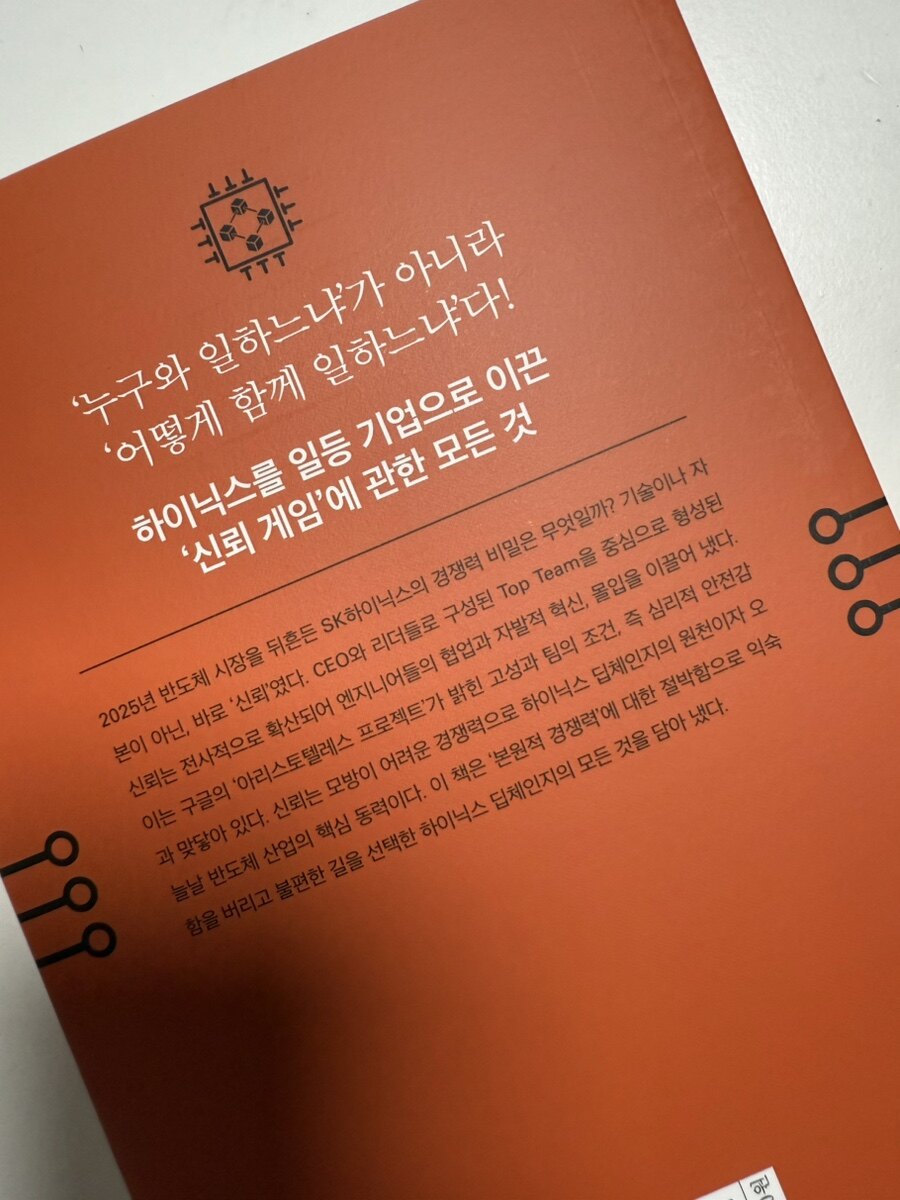 ‘누구와 일하느냐’가 아니라
‘어떻게 함께 일하느냐’다!
하이닉스를 일등 기업으로 이끈
‘신뢰 게임’에 관한 모든 것
2025년 반도체 시장을 뒤흔든 SK하이닉스의 경쟁력 비밀은 무엇일까? 기술이나 자
본이 아닌, 바로 ‘신뢰’였다. CEO와 리더들로 구성된 Top Team을 중심으로 형성된
신뢰는 전사적으로 확산되어 엔지니어들의 협업과 자발적 혁신, 몰입을 이끌어 냈다.
이는 구글의 ‘아리스토텔레스 프로젝트’가 밝힌 고성과 팀의 조건, 즉 심리적 안전감
과 맞닿아 있다. 신뢰는 모방이 어려운 경쟁력으로 하이닉스 딥체인지의 원천이자 오
늘날 반도체 산업의 핵심 동력이다. 이 책은 ‘본원적 경쟁력’에 대한 절박함으로 익숙
함을 버리고 불편한 길을 선택한 하이닉스 딥체인지의 모든 것을 담아 냈다.